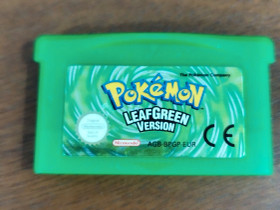 The Pokémon Company
POKéMON
LEAFGREEN
VERSION
Nintendo
AGB-BPGP-EUR
CE